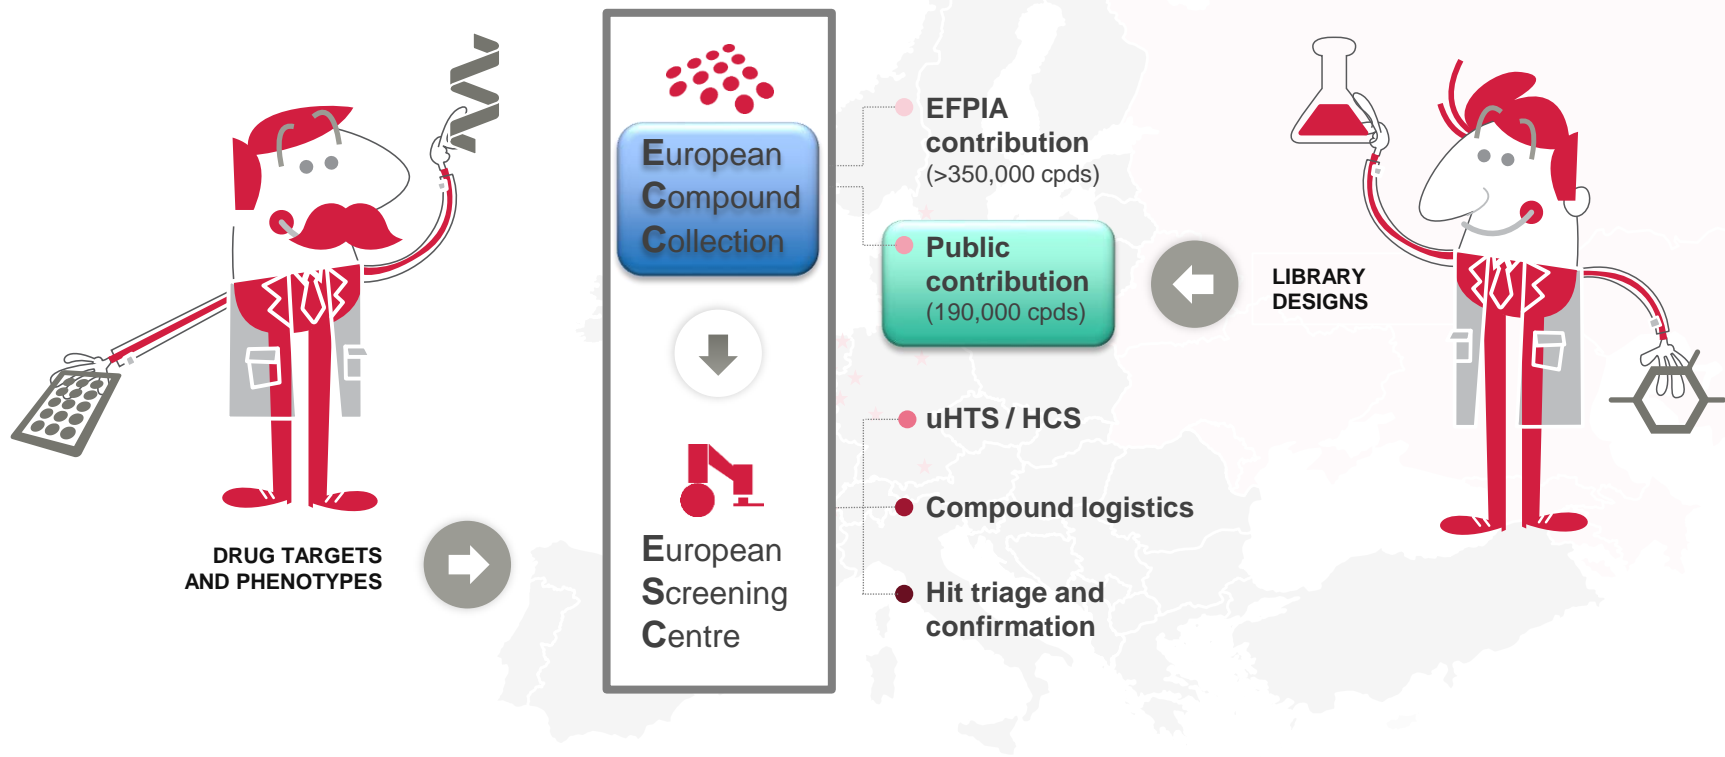 European
Compound
Collection
EFPIA
contribution
(>350,000 cpds)
Public
contribution
(190,000 cpds)
LIBRARY
DESIGNS
uHTS / HCS
Compound logistics
Hit triage and
confirmation
DRUG TARGETS
AND PHENOTYPES
European
Screening
Centre